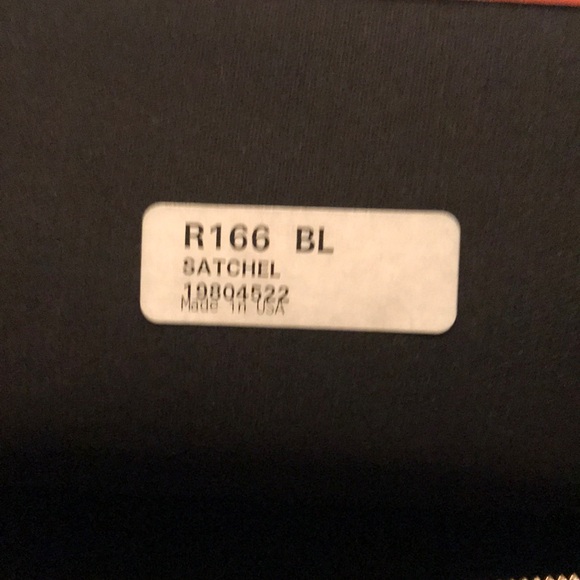 R166 BL
SATCHEL
19804522
Made in USA